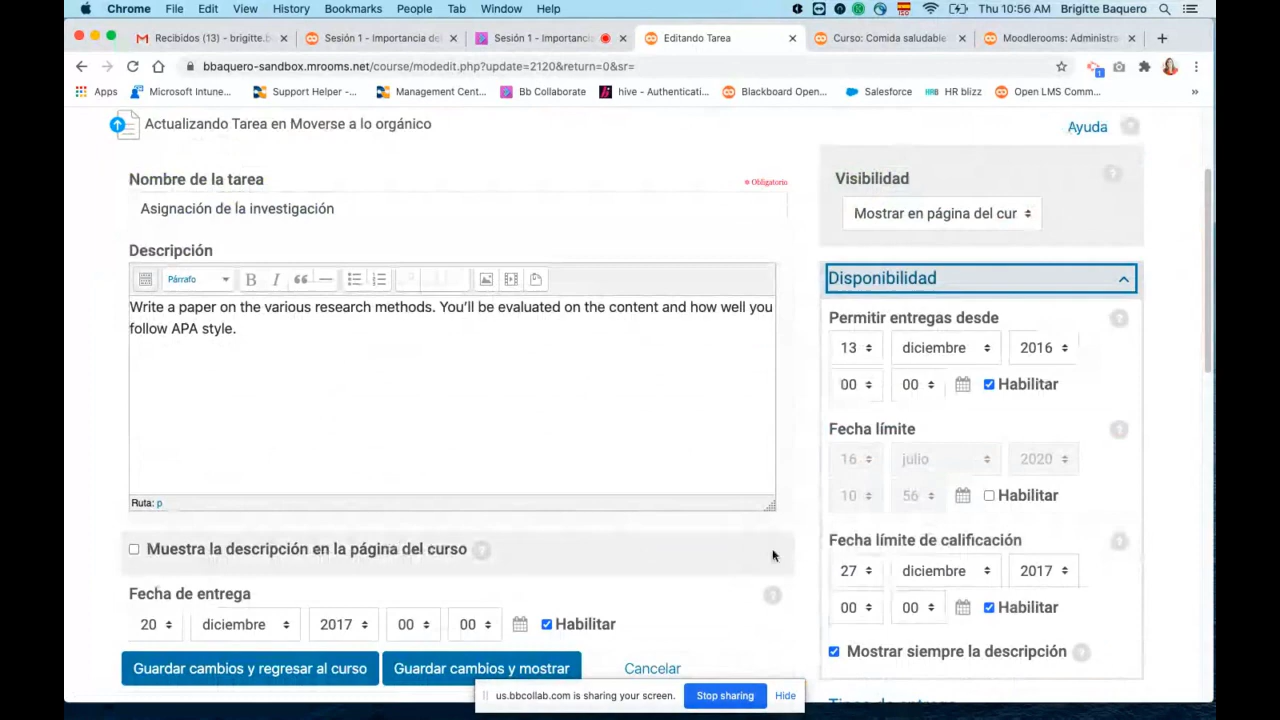 Chrome File Edit View History Bookmarks People Tab Window Help ISO Thu 10:56 AM Brigitte Baquero
Recibidos (13) - brigitte.b Sesión 1 - Importancia de Sesión 1 - Importancia Editando Tarea Curso: Comida saludable Moodlerooms: Administra
bbaquero-sandbox.mrooms.net/course/modedit.php?update=2120&return=0&sr=
Apps Microsoft Intune... Support Helper -... Management Cent... Bb Collaborate hive - Authenticati... Blackboard Open... Salesforce HRB HR blizz Open LMS Comm... »
Actualizando Tarea en Moverse a lo orgánico
Ayuda
Nombre de la tarea
Obligatorio
Asignación de la investigación
Descripción
Párrafo
Write a paper on the various research methods. You'll be evaluated on the content and how well you
follow APA style.
Ruta: p
Muestra la descripción en la página del curso
Fecha de entrega
20 diciembre 2017 00 00 Habilitar
Guardar cambios y regresar al curso Guardar cambios y mostrar Cancelar
Visibilidad
Mostrar en página del cur
Disponibilidad
Permitir entregas desde
13 diciembre 2016
00 00 Habilitar
Fecha límite
16 julio 2020
10 56 Habilitar
Fecha límite de calificación
27 diciembre 2017
00 00 Habilitar
Mostrar siempre la descripción
us.bbcollab.com is sharing your screen. Stop sharing Hide